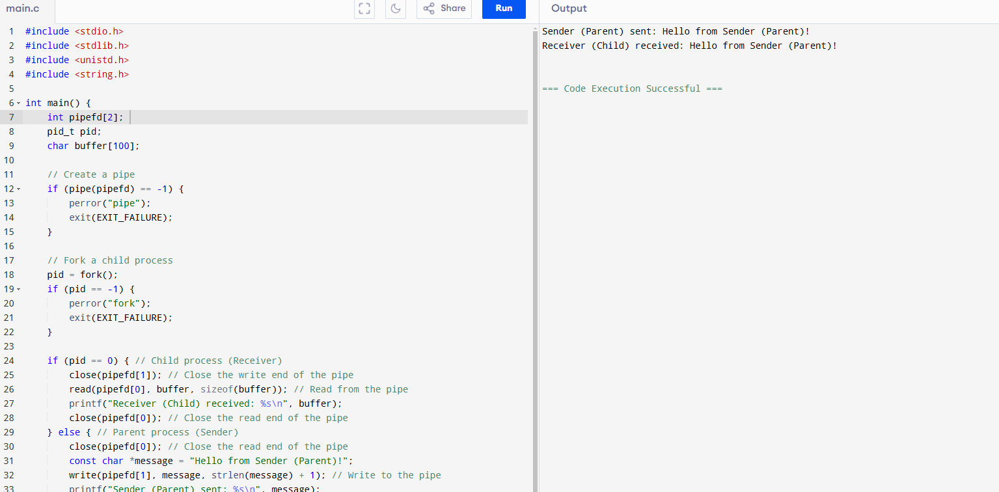 main.c
Share
Run
Output
1 #include <stdio.h>
2 #include <stdlib.h>
3 #include <unistd.h>
4 #include <string.h>
5
6 int main() {
7     int pipefd[2];
8     pid_t pid;
9     char buffer[100];
10
11     // Create a pipe
12     if (pipe(pipefd) == -1) {
13         perror("pipe");
14         exit(EXIT_FAILURE);
15     }
16
17     // Fork a child process
18     pid = fork();
19     if (pid == -1) {
20         perror("fork");
21         exit(EXIT_FAILURE);
22     }
23
24     if (pid == 0) { // Child process (Receiver)
25         close(pipefd[1]); // Close the write end of the pipe
26         read(pipefd[0], buffer, sizeof(buffer)); // Read from the pipe
27         printf("Receiver (Child) received: %s\n", buffer);
28         close(pipefd[0]); // Close the read end of the pipe
29     } else { // Parent process (Sender)
30         close(pipefd[0]); // Close the read end of the pipe
31         const char *message = "Hello from Sender (Parent)!";
32         write(pipefd[1], message, strlen(message) + 1); // Write to the pipe
33         printf("Sender (Parent) sent: %s\n", message);
Sender (Parent) sent: Hello from Sender (Parent)!
Receiver (Child) received: Hello from Sender (Parent)!
=== Code Execution Successful ===